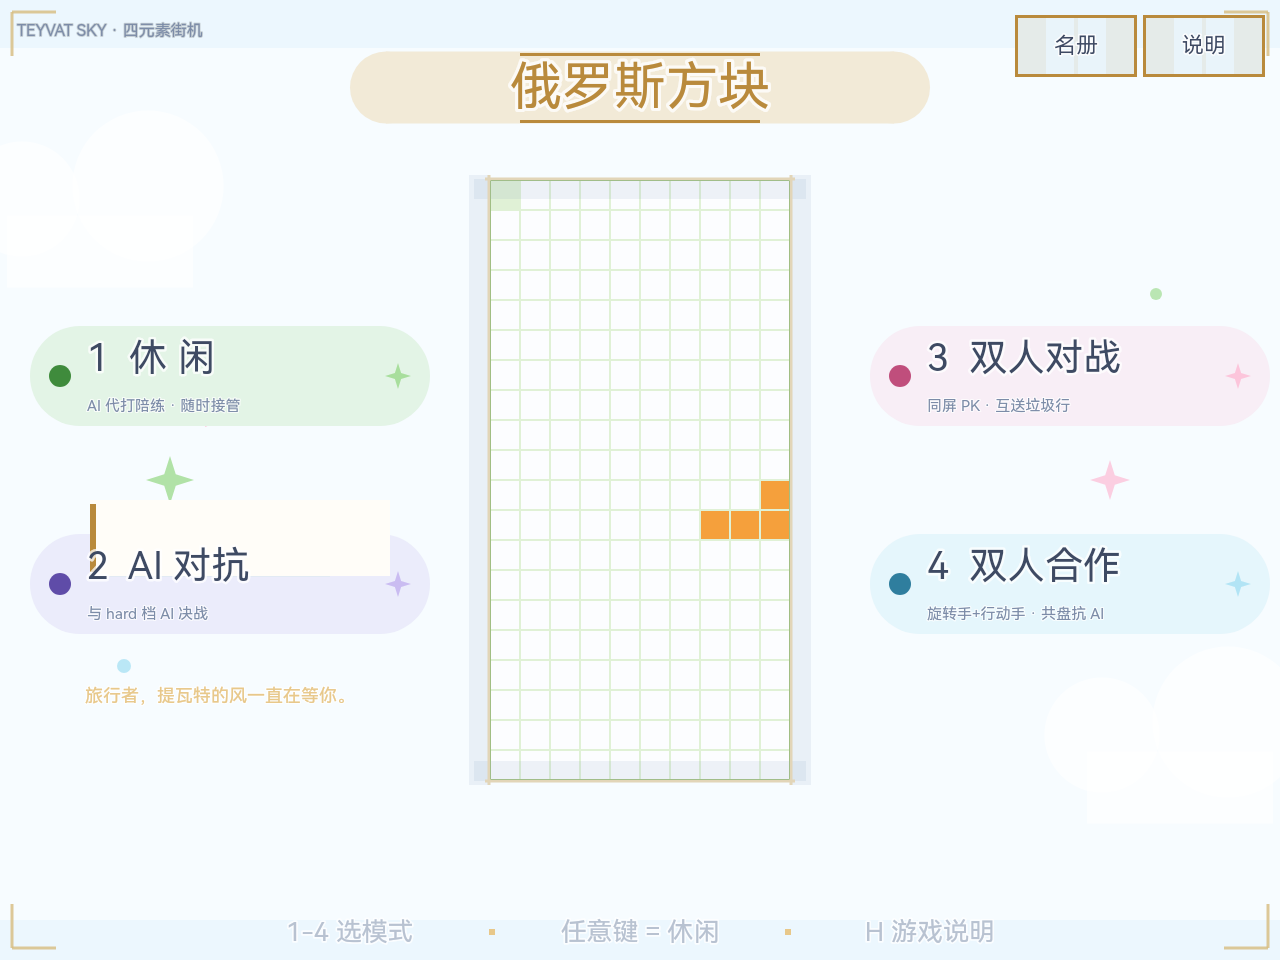 TEYVAT SKY · 四元素街机
名册
说明
俄罗斯方块
1 休 闲
AI 代打陪练 · 随时接管
2 AI 对抗
与 hard 档 AI 决战
旅行者，提瓦特的风一直在等你。
3 双人对战
同屏 PK · 互送垃圾行
4 双人合作
旋转手+行动手 · 共盘抗 AI
1-4 选模式
任意键 = 休闲
H 游戏说明